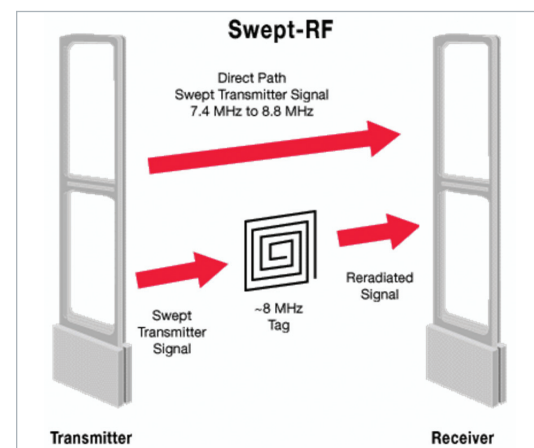 Swept-RF
Direct Path
Swept Transmitter Signal
7.4 MHz to 8.8 MHz
Swept
Transmitter
Signal
~8 MHz
Tag
Reradiated
Signal
Transmitter
Receiver